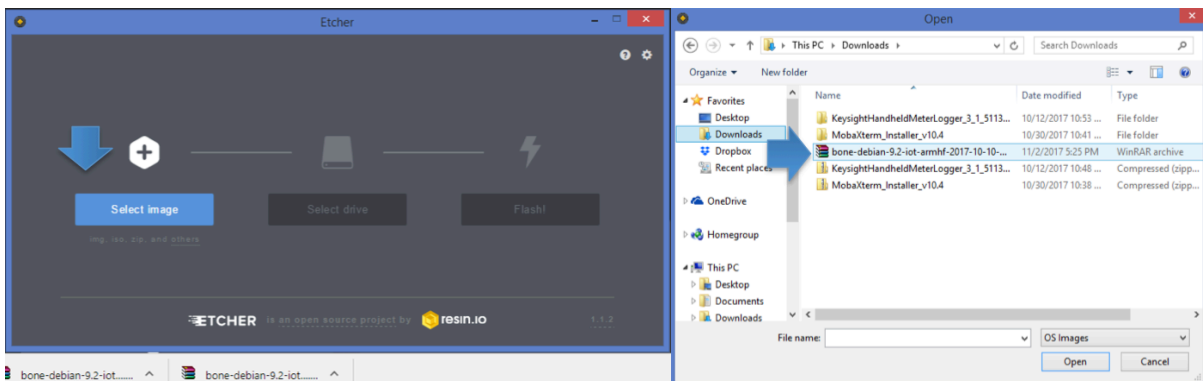 Etcher
Select image
Select drive
Flash!
img, iso, zip, and others
ETCHER is an open source project by resin.io
1.1.2
bone-debian-9.2-iot......
bone-debian-9.2-iot......
Open
This PC
Downloads
Search Downloads
Organize
New folder
Favorites
Desktop
Downloads
Dropbox
Recent places
OneDrive
Homegroup
This PC
Desktop
Documents
Downloads
Name Date modified Type
KeysightHandheldMeterLogger_3_1_5113... 10/12/2017 10:53 ... File folder
MobaXterm_Installer_v10.4 10/30/2017 10:41 ... File folder
bone-debian-9.2-iot-armhf-2017-10-10-... 11/2/2017 5:25 PM WinRAR archive
KeysightHandheldMeterLogger_3_1_5113... 10/12/2017 10:48 ... Compressed (zipp...
MobaXterm_Installer_v10.4 10/30/2017 10:38 ... Compressed (zipp...
File name:
OS Images
Open
Cancel